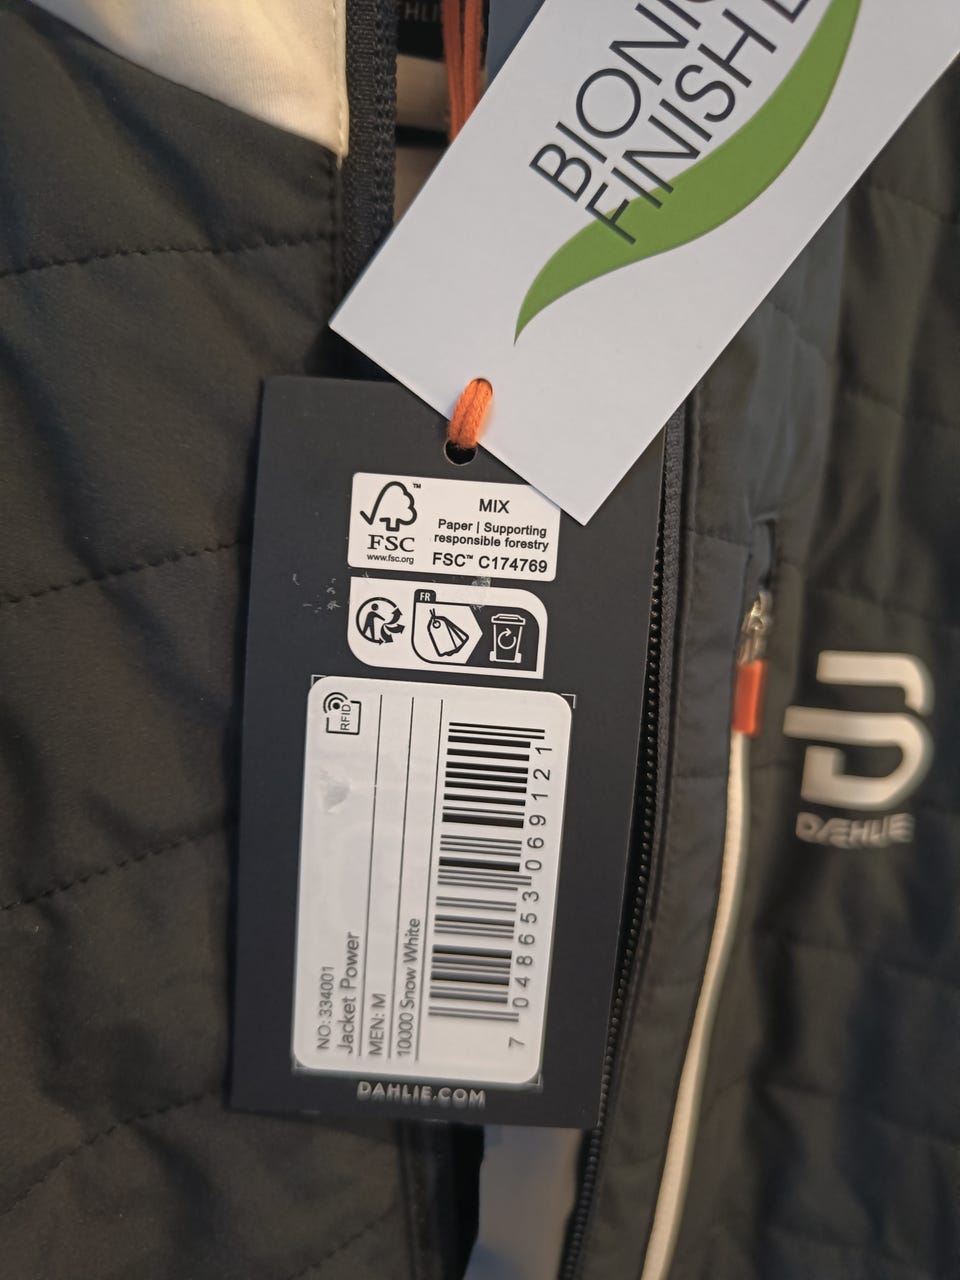 BIONIC
FINISH
MIX
Paper | Supporting
responsible forestry
FSC™ C174769
FSC
www.fsc.org
FR
RFID
NO: 334001
Jacket Power
MEN: M
10000 Snow White
7 048653 069121
DAHLIE.COM
DÆHLIE